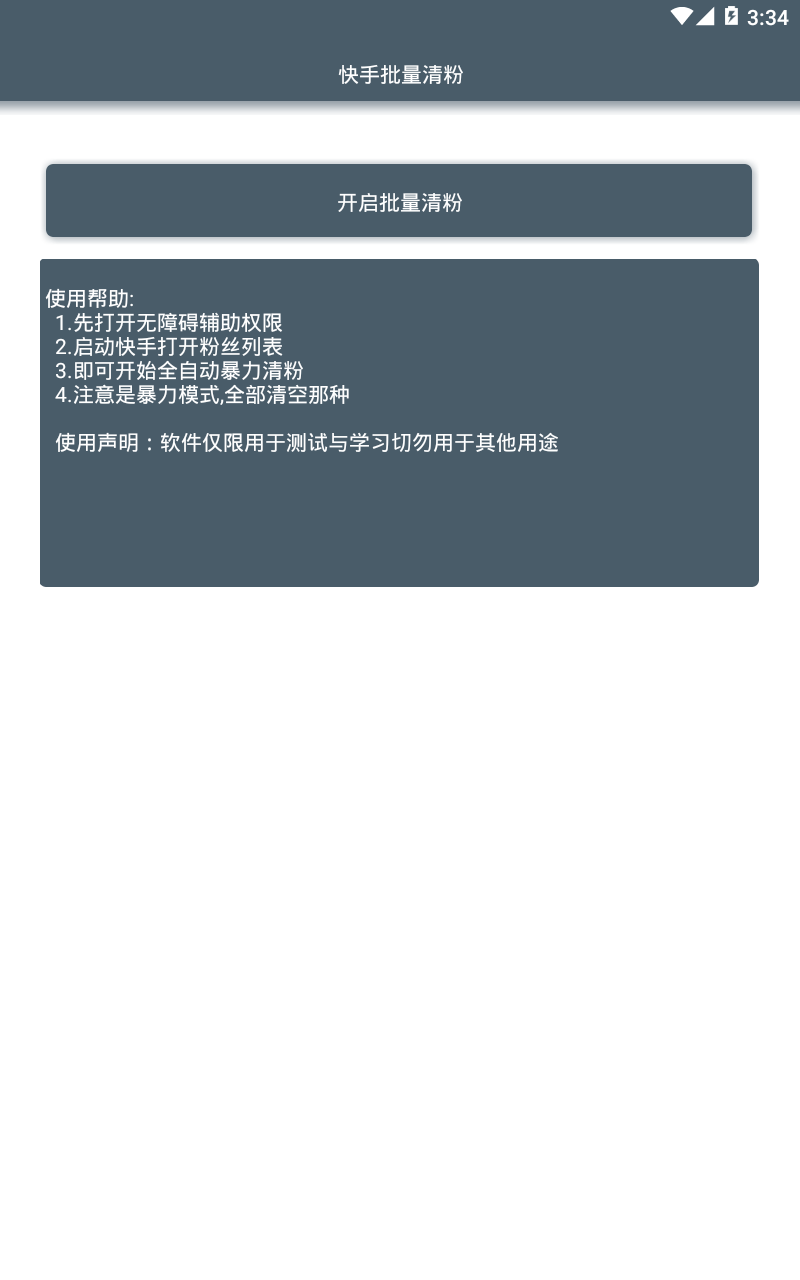 3:34
快手批量清粉
开启批量清粉
使用帮助:
1.先打开无障碍辅助权限
2.启动快手打开粉丝列表
3.即可开始全自动暴力清粉
4.注意是暴力模式,全部清空那种
使用声明：软件仅限用于测试与学习切勿用于其他用途